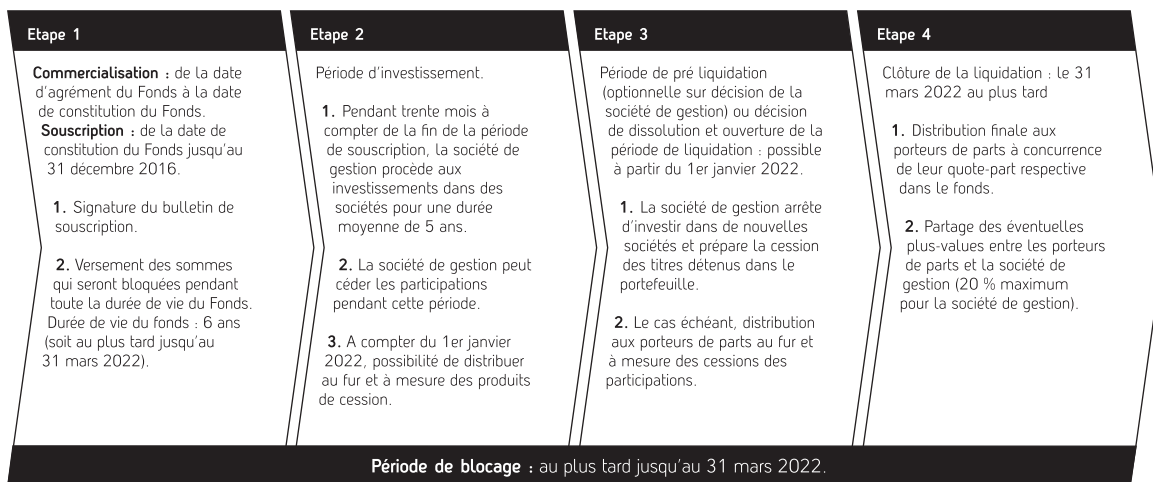 Etape 1
Commercialisation : de la date
d'agrément du Fonds à la date
de constitution du Fonds.
Souscription : de la date de
constitution du Fonds jusqu'au
31 décembre 2016.
1. Signature du bulletin de
souscription.
2. Versement des sommes
qui seront bloquées pendant
toute la durée de vie du Fonds.
Durée de vie du fonds : 6 ans
(soit au plus tard jusqu'au
31 mars 2022).
Etape 2
Période d'investissement.
1. Pendant trente mois à
compter de la fin de la période
de souscription, la société de
gestion procède aux
investissements dans des
sociétés pour une durée
moyenne de 5 ans.
2. La société de gestion peut
céder les participations
pendant cette période.
3. A compter du 1er janvier
2022, possibilité de distribuer
au fur et à mesure des produits
de cession.
Etape 3
Période de pré liquidation
(optionnelle sur décision de la
société de gestion) ou décision
de dissolution et ouverture de la
période de liquidation : possible
à partir du 1er janvier 2022.
1. La société de gestion arrête
d'investir dans de nouvelles
sociétés et prépare la cession
des titres détenus dans le
portefeuille.
2. Le cas échéant, distribution
aux porteurs de parts au fur et
à mesure des cessions des
participations.
Etape 4
Clôture de la liquidation : le 31
mars 2022 au plus tard
1. Distribution finale aux
porteurs de parts à concurrence
de leur quote-part respective
dans le fonds.
2. Partage des éventuelles
plus-values entre les porteurs
de parts et la société de
gestion (20 % maximum
pour la société de gestion).
Période de blocage : au plus tard jusqu'au 31 mars 2022.